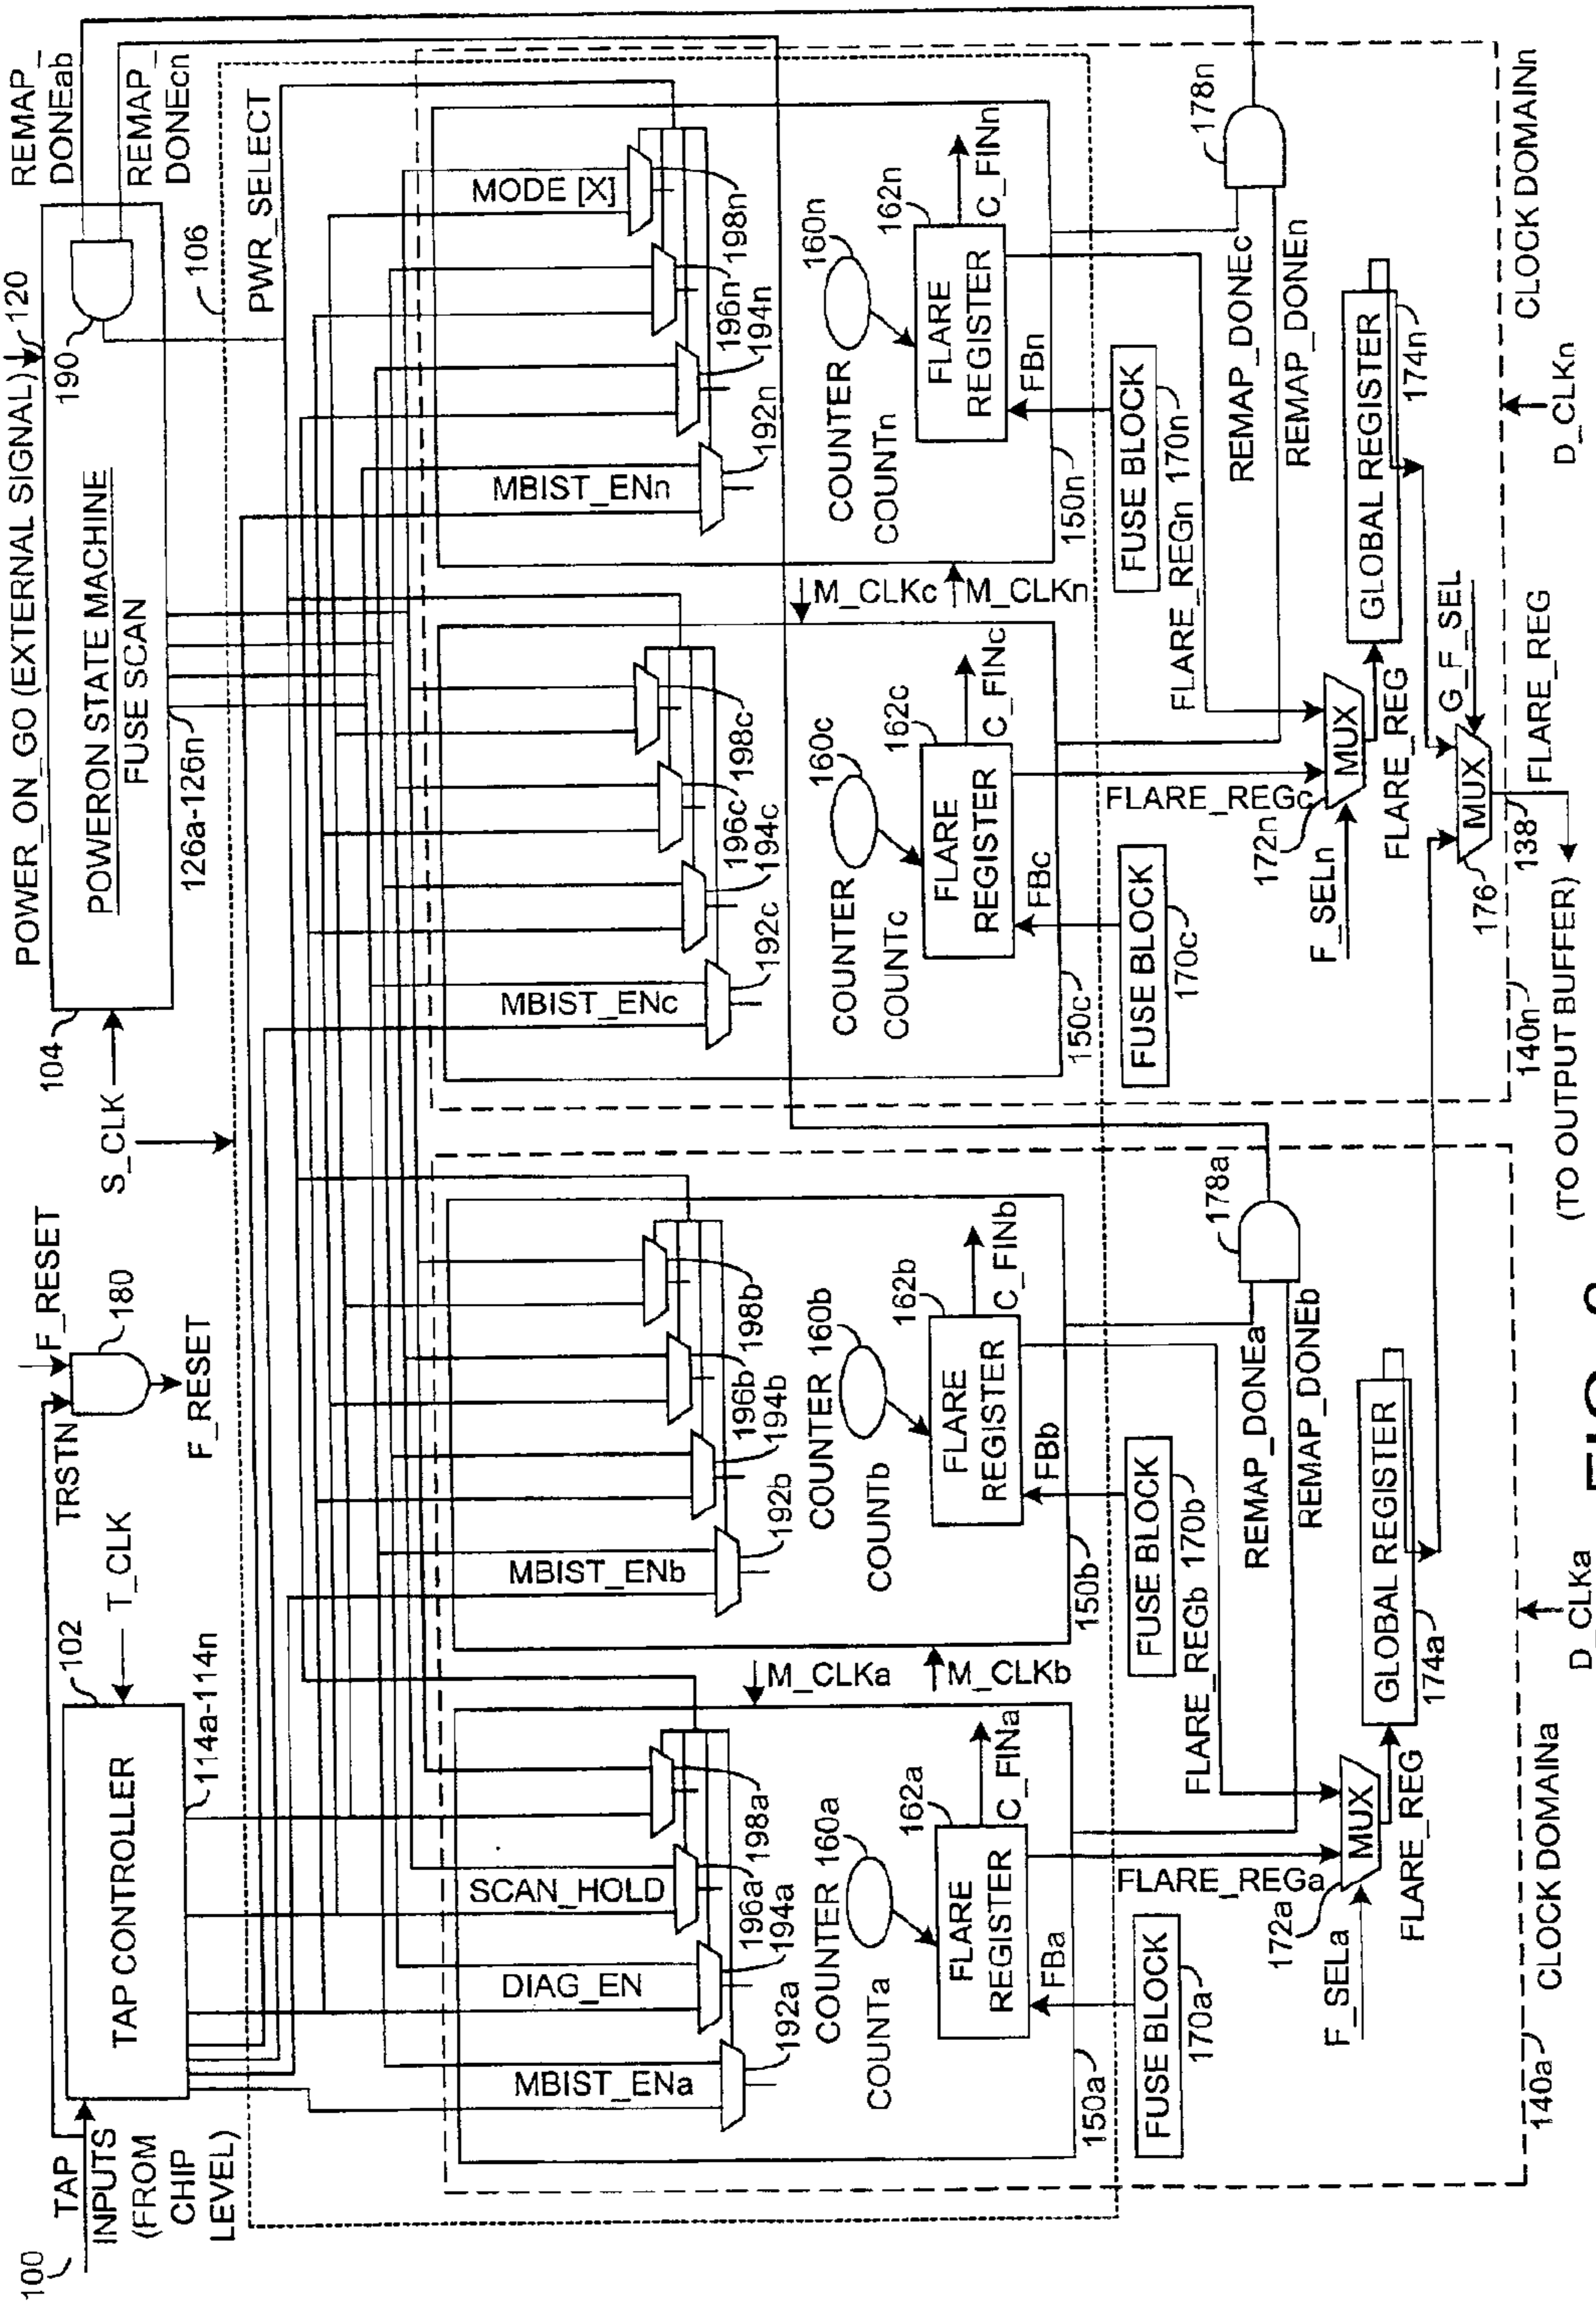 100
TAP
INPUTS
(FROM
CHIP
LEVEL)
TAP CONTROLLER
102
T_CLK
114a-114n
TRSTN
F_RESET
180
F_RESET
S_CLK
104
POWER_ON_GO (EXTERNAL SIGNAL)
120
POWERON STATE MACHINE
FUSE SCAN
126a-126n
190
REMAP_
DONEab
REMAP_
DONEcn
106
PWR_SELECT
MBIST_ENa
DIAG_EN
SCAN_HOLD
192a
194a
196a
198a
COUNTER
COUNTa
160a
162a
FLARE
REGISTER
C_FINa
FBa
150a
M_CLKa
M_CLKb
MBIST_ENb
192b
194b
196b
198b
COUNTER
COUNTb
160b
162b
FLARE
REGISTER
C_FINb
FBb
150b
MBIST_ENc
192c
194c
196c
198c
COUNTER
COUNTc
160c
162c
FLARE
REGISTER
C_FINc
FBc
150c
M_CLKc
M_CLKn
MBIST_ENn
MODE [X]
192n
194n
196n
198n
COUNTER
COUNTn
160n
162n
FLARE
REGISTER
C_FINn
FBn
150n
FUSE BLOCK
170a
FUSE BLOCK
170b
FUSE BLOCK
170c
FUSE BLOCK
170n
FLARE_REGa
FLARE_REGb
REMAP_DONEa
REMAP_DONEb
178a
172a
MUX
F_SELa
FLARE_REG
GLOBAL REGISTER
174a
FLARE_REGc
FLARE_REGn
REMAP_DONEc
REMAP_DONEn
178n
172n
MUX
F_SELn
FLARE_REG
GLOBAL REGISTER
174n
G_F_SEL
MUX
176
138
FLARE_REG
(TO OUTPUT BUFFER)
140a
CLOCK DOMAINa
D_CLKa
140n
CLOCK DOMAINn
D_CLKn